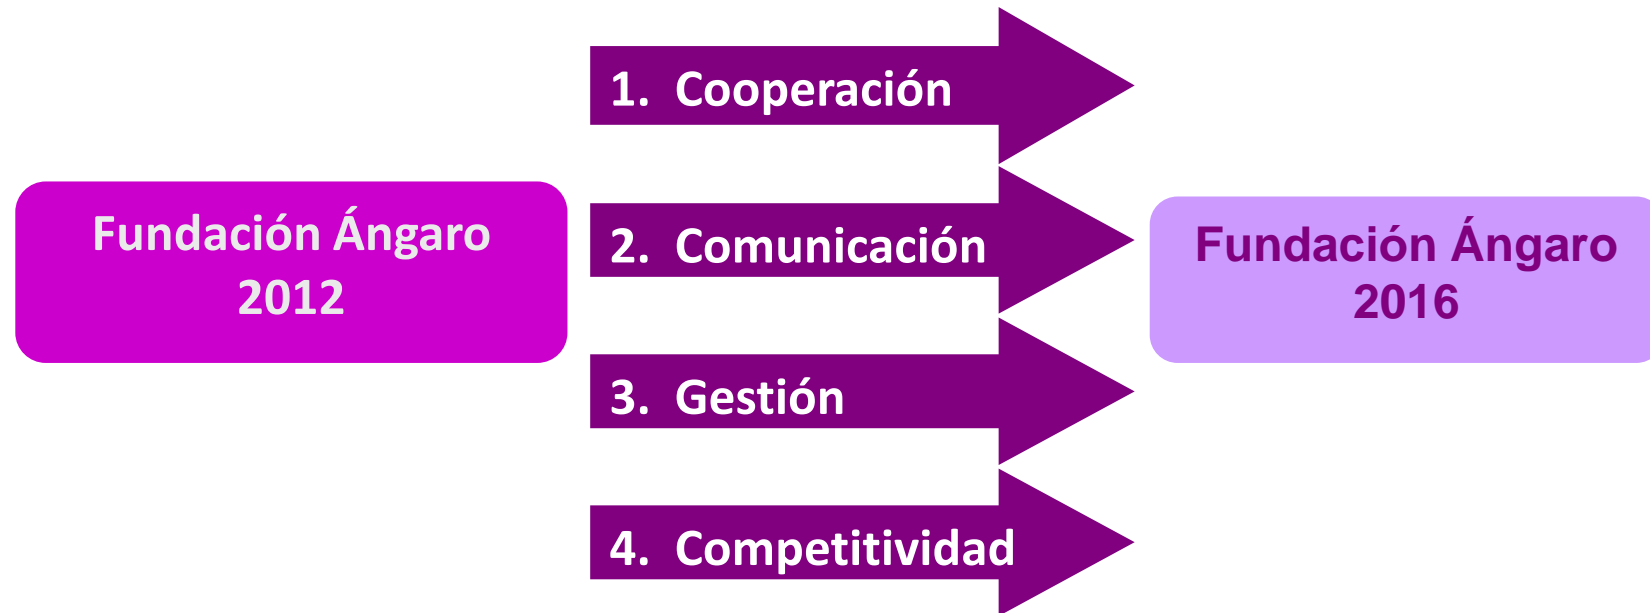 Fundación Ángaro
2012
1. Cooperación
2. Comunicación
3. Gestión
4. Competitividad
Fundación Ángaro
2016